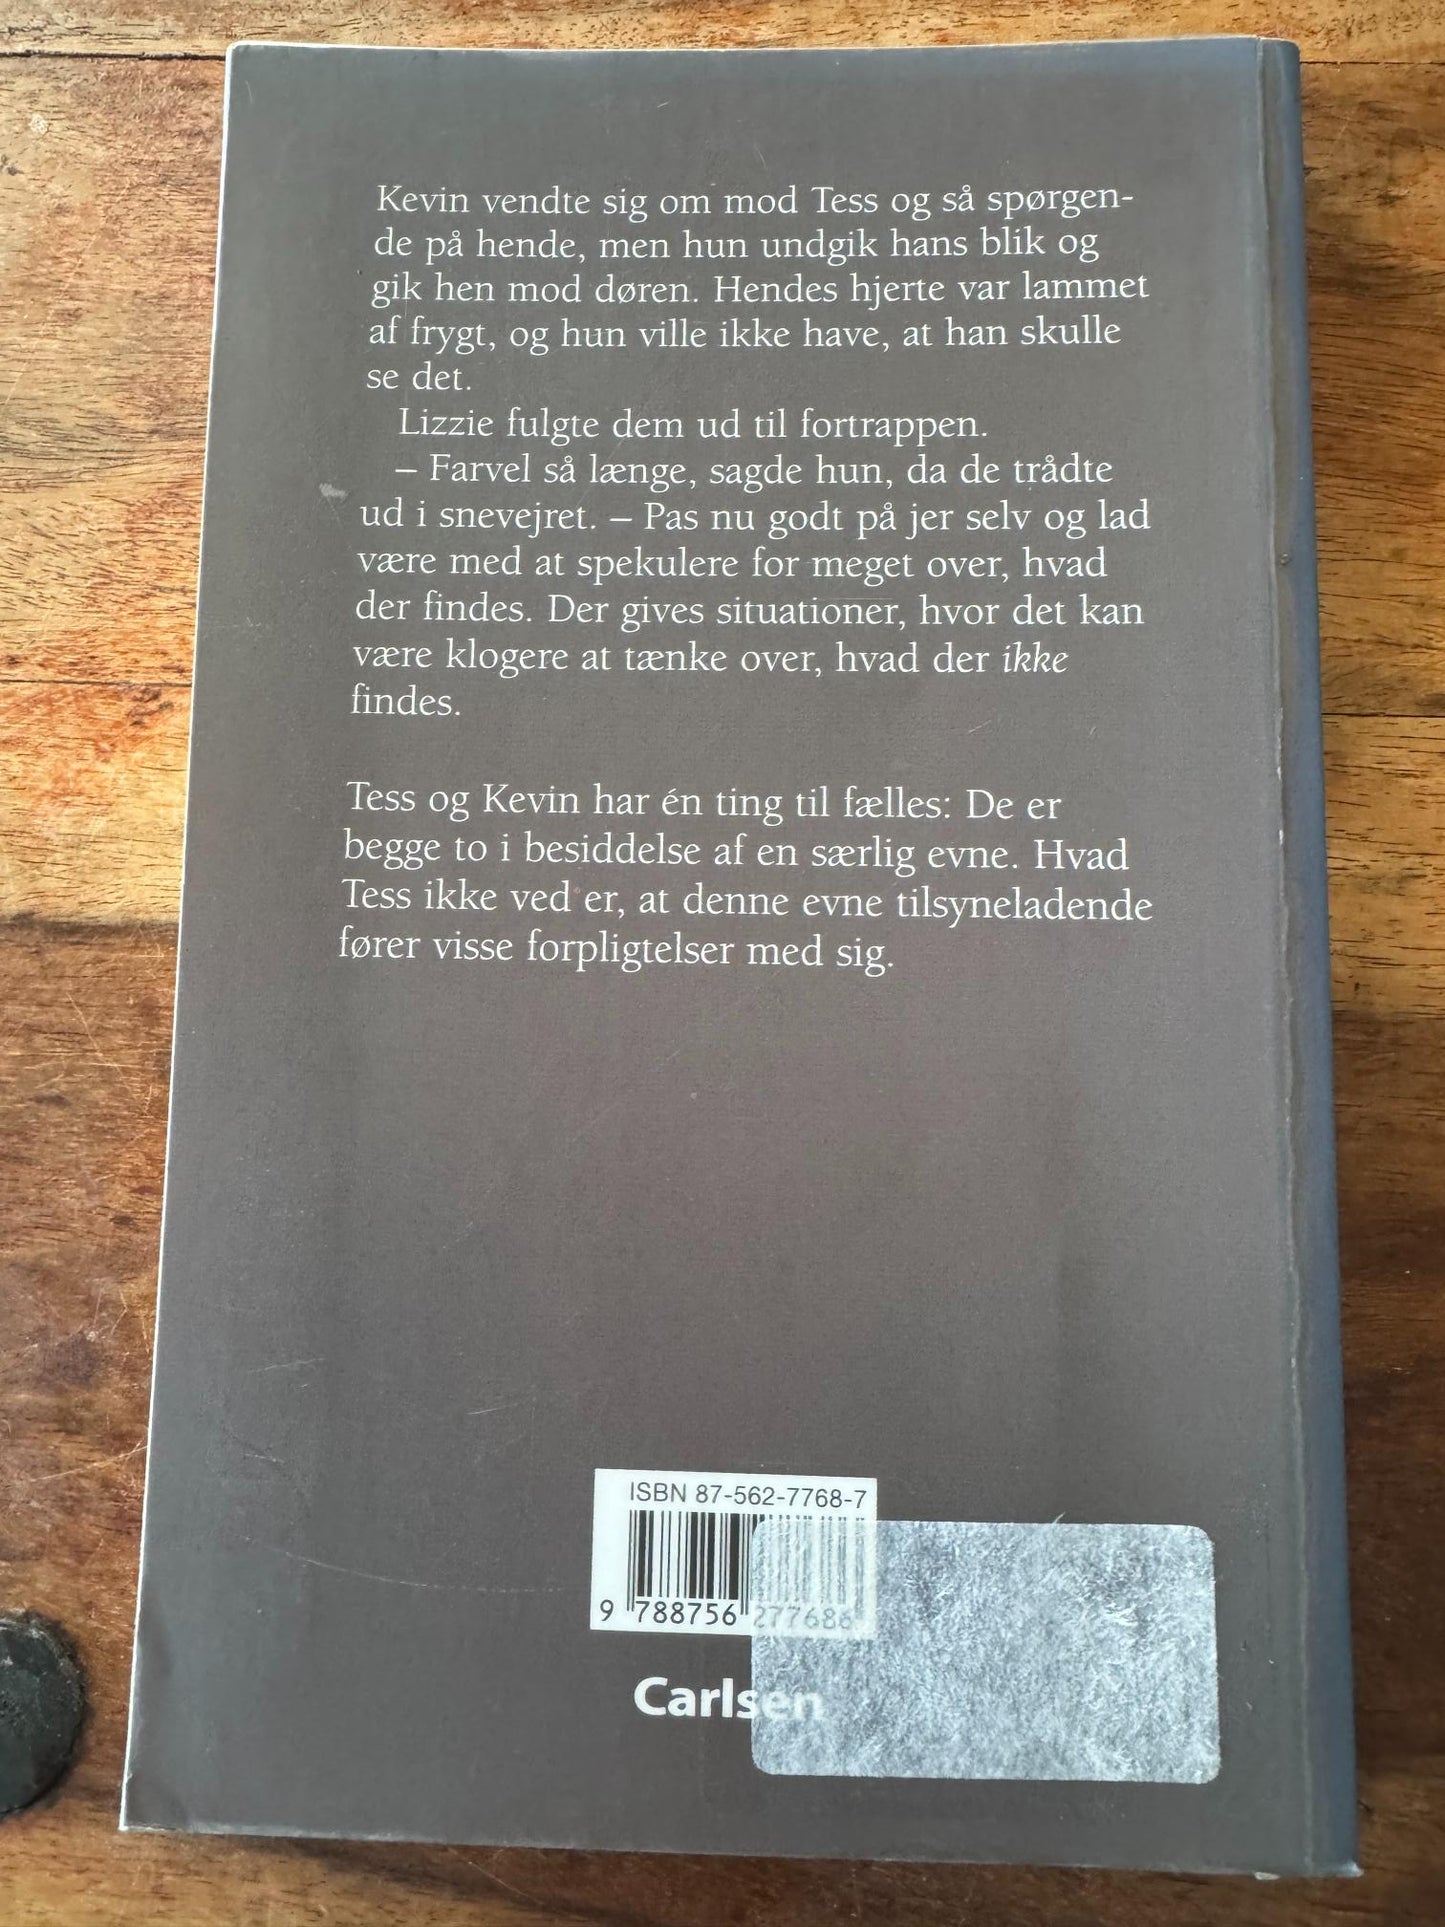 Kevin vendte sig om mod Tess og så spørgen-
de på hende, men hun undgik hans blik og
gik hen mod døren. Hendes hjerte var lammet
af frygt, og hun ville ikke have, at han skulle
se det.
Lizzie fulgte dem ud til fortrappen.
– Farvel så længe, sagde hun, da de trådte
ud i snevejret. – Pas nu godt på jer selv og lad
være med at spekulere for meget over, hvad
der findes. Der gives situationer, hvor det kan
være klogere at tænke over, hvad der ikke
findes.
Tess og Kevin har én ting til fælles: De er
begge to i besiddelse af en særlig evne. Hvad
Tess ikke ved er, at denne evne tilsyneladende
fører visse forpligtelser med sig.
ISBN 87-562-7768-7
9 788756 277686
Carlsen